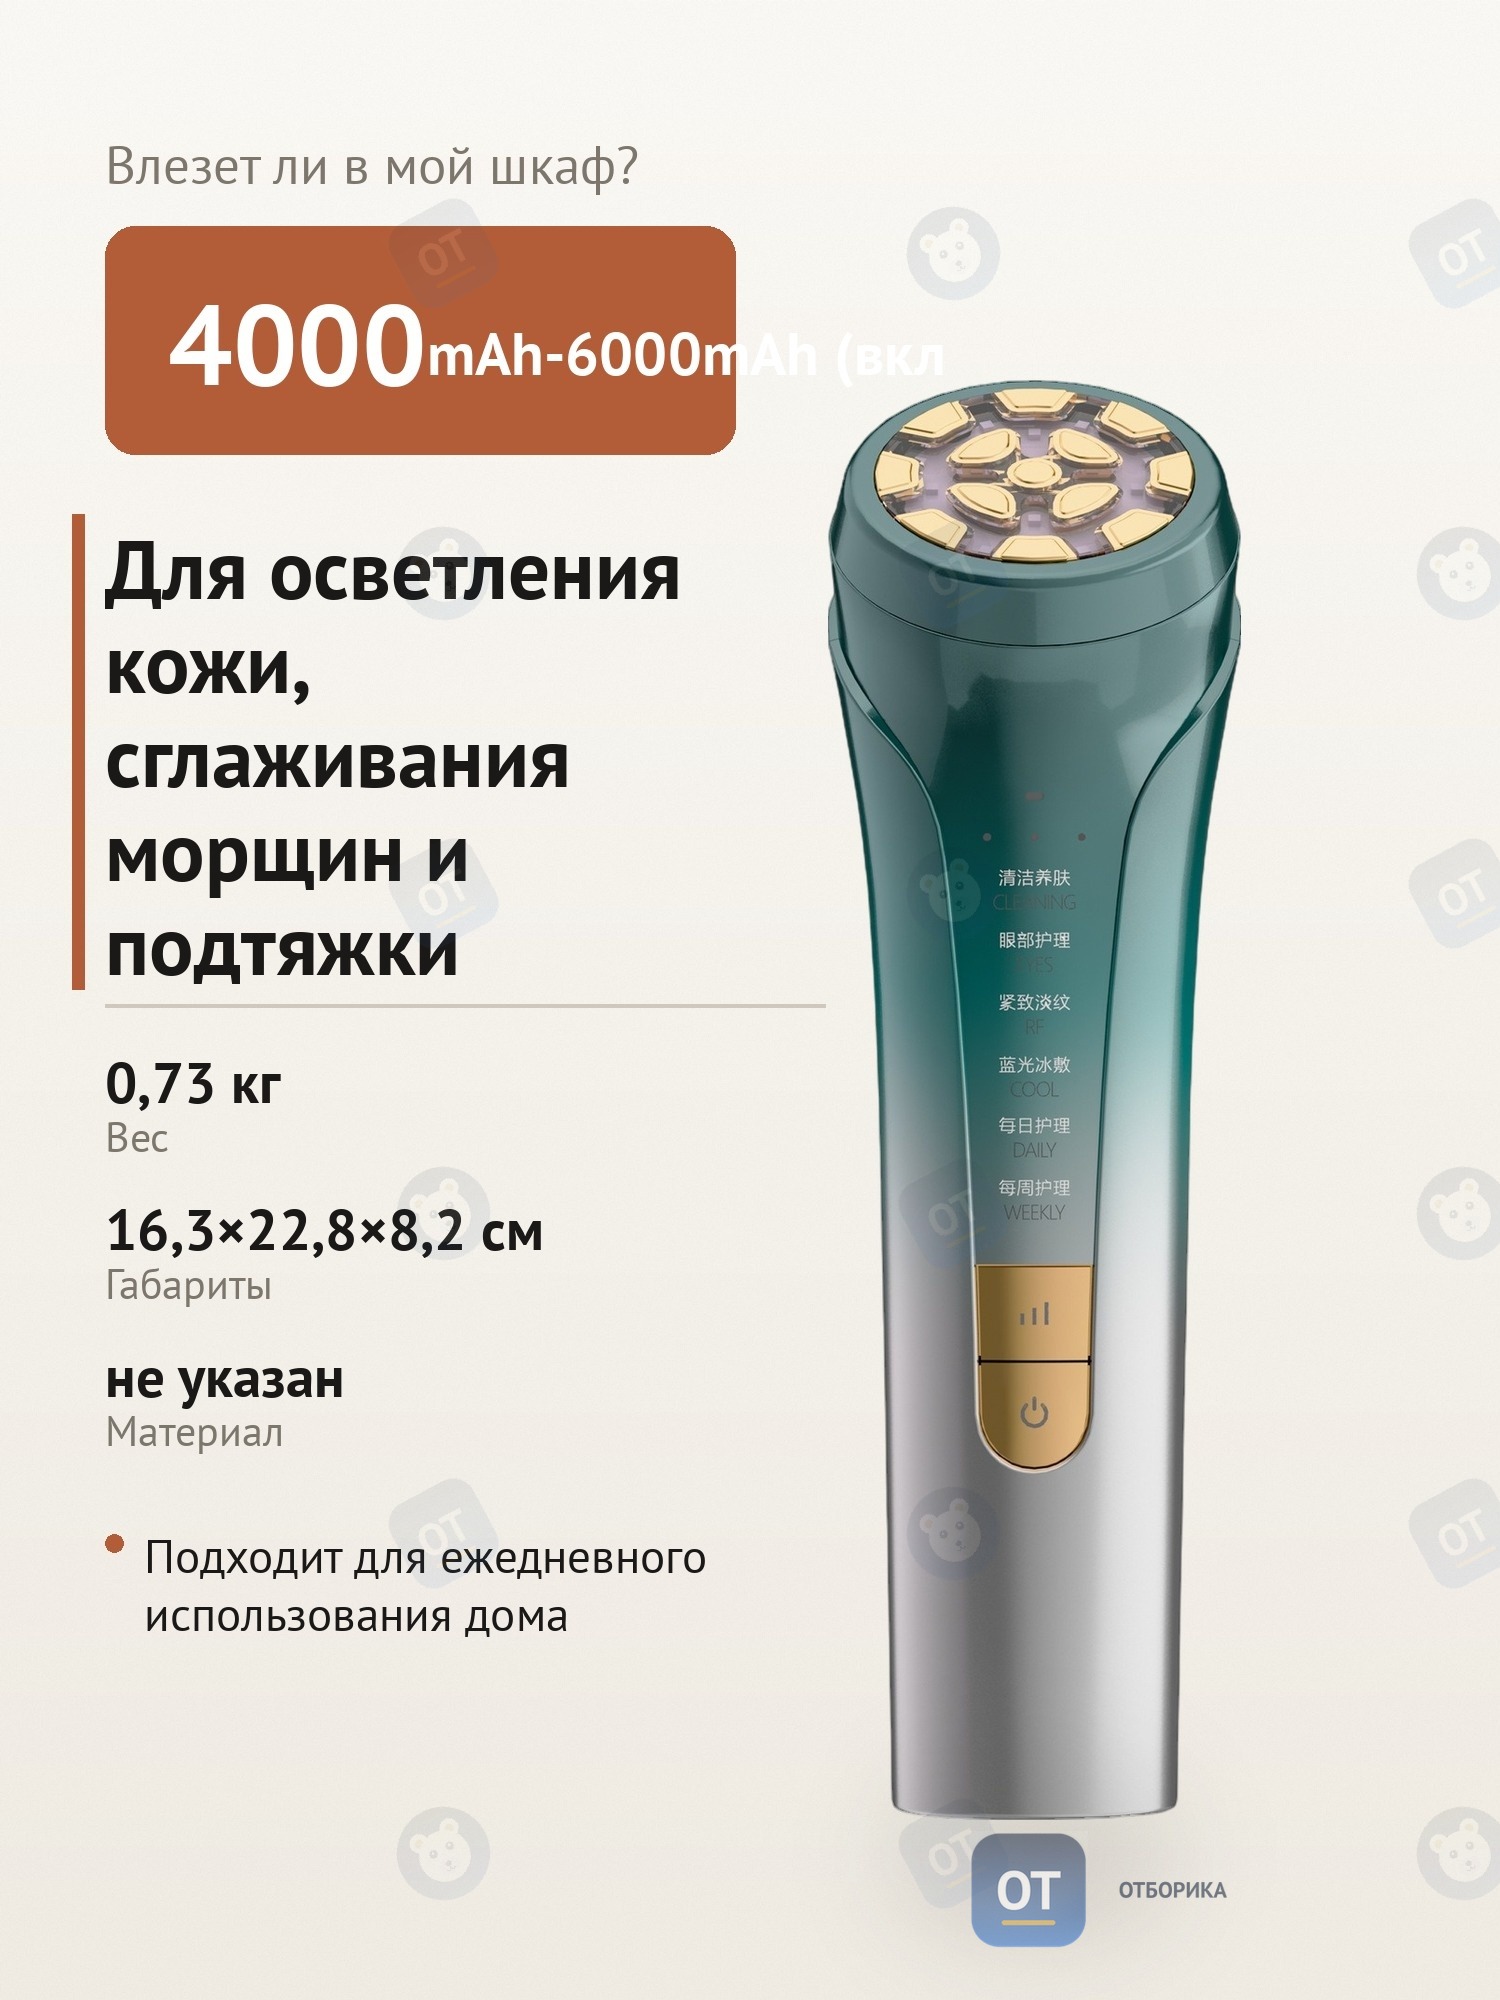 Влезет ли в мой шкаф?
4000mAh-6000mAh (вкл
Для осветления
кожи,
сглаживания
морщин и
подтяжки
0,73 кг
Вес
16,3×22,8×8,2 см
Габариты
не указан
Материал
Подходит для ежедневного
использования дома
清洁养肤
CLEANING
眼部护理
EYES
紧致淡纹
RF
蓝光冰敷
COOL
每日护理
DAILY
每周护理
WEEKLY
ОТ
ОТБОРИКА